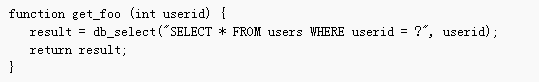 function get_foo (int userid) {
   result = db_select("SELECT * FROM users WHERE userid = ?", userid);
   return result;
}